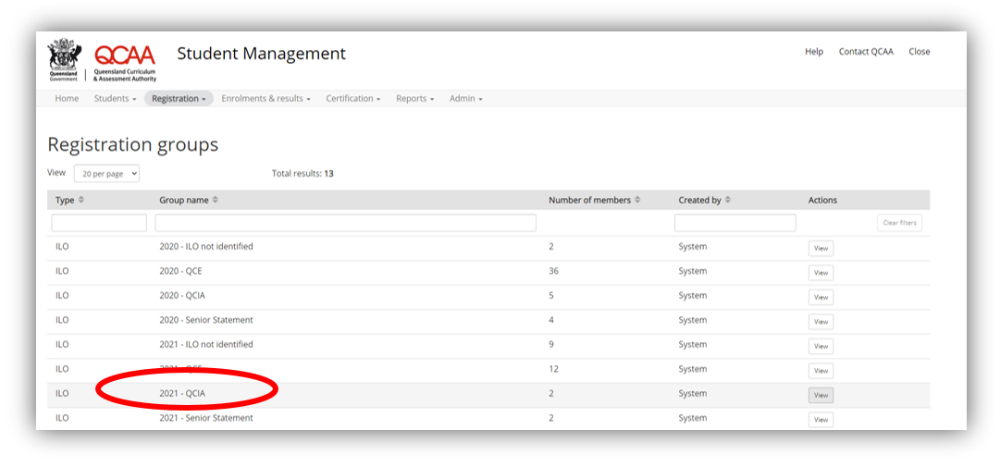 QCAA Student Management Help Contact QCAA Close
Queensland Government Queensland Curriculum & Assessment Authority
Home Students Registration Enrolments & results Certification Reports Admin
Registration groups
View 20 per page Total results: 13
Type Group name Number of members Created by Actions
Clear filters
ILO 2020 - ILO not identified 2 System View
ILO 2020 - QCE 36 System View
ILO 2020 - QCIA 5 System View
ILO 2020 - Senior Statement 4 System View
ILO 2021 - ILO not identified 9 System View
ILO 2021 - QCE 12 System View
ILO 2021 - QCIA 2 System View
ILO 2021 - Senior Statement 2 System View